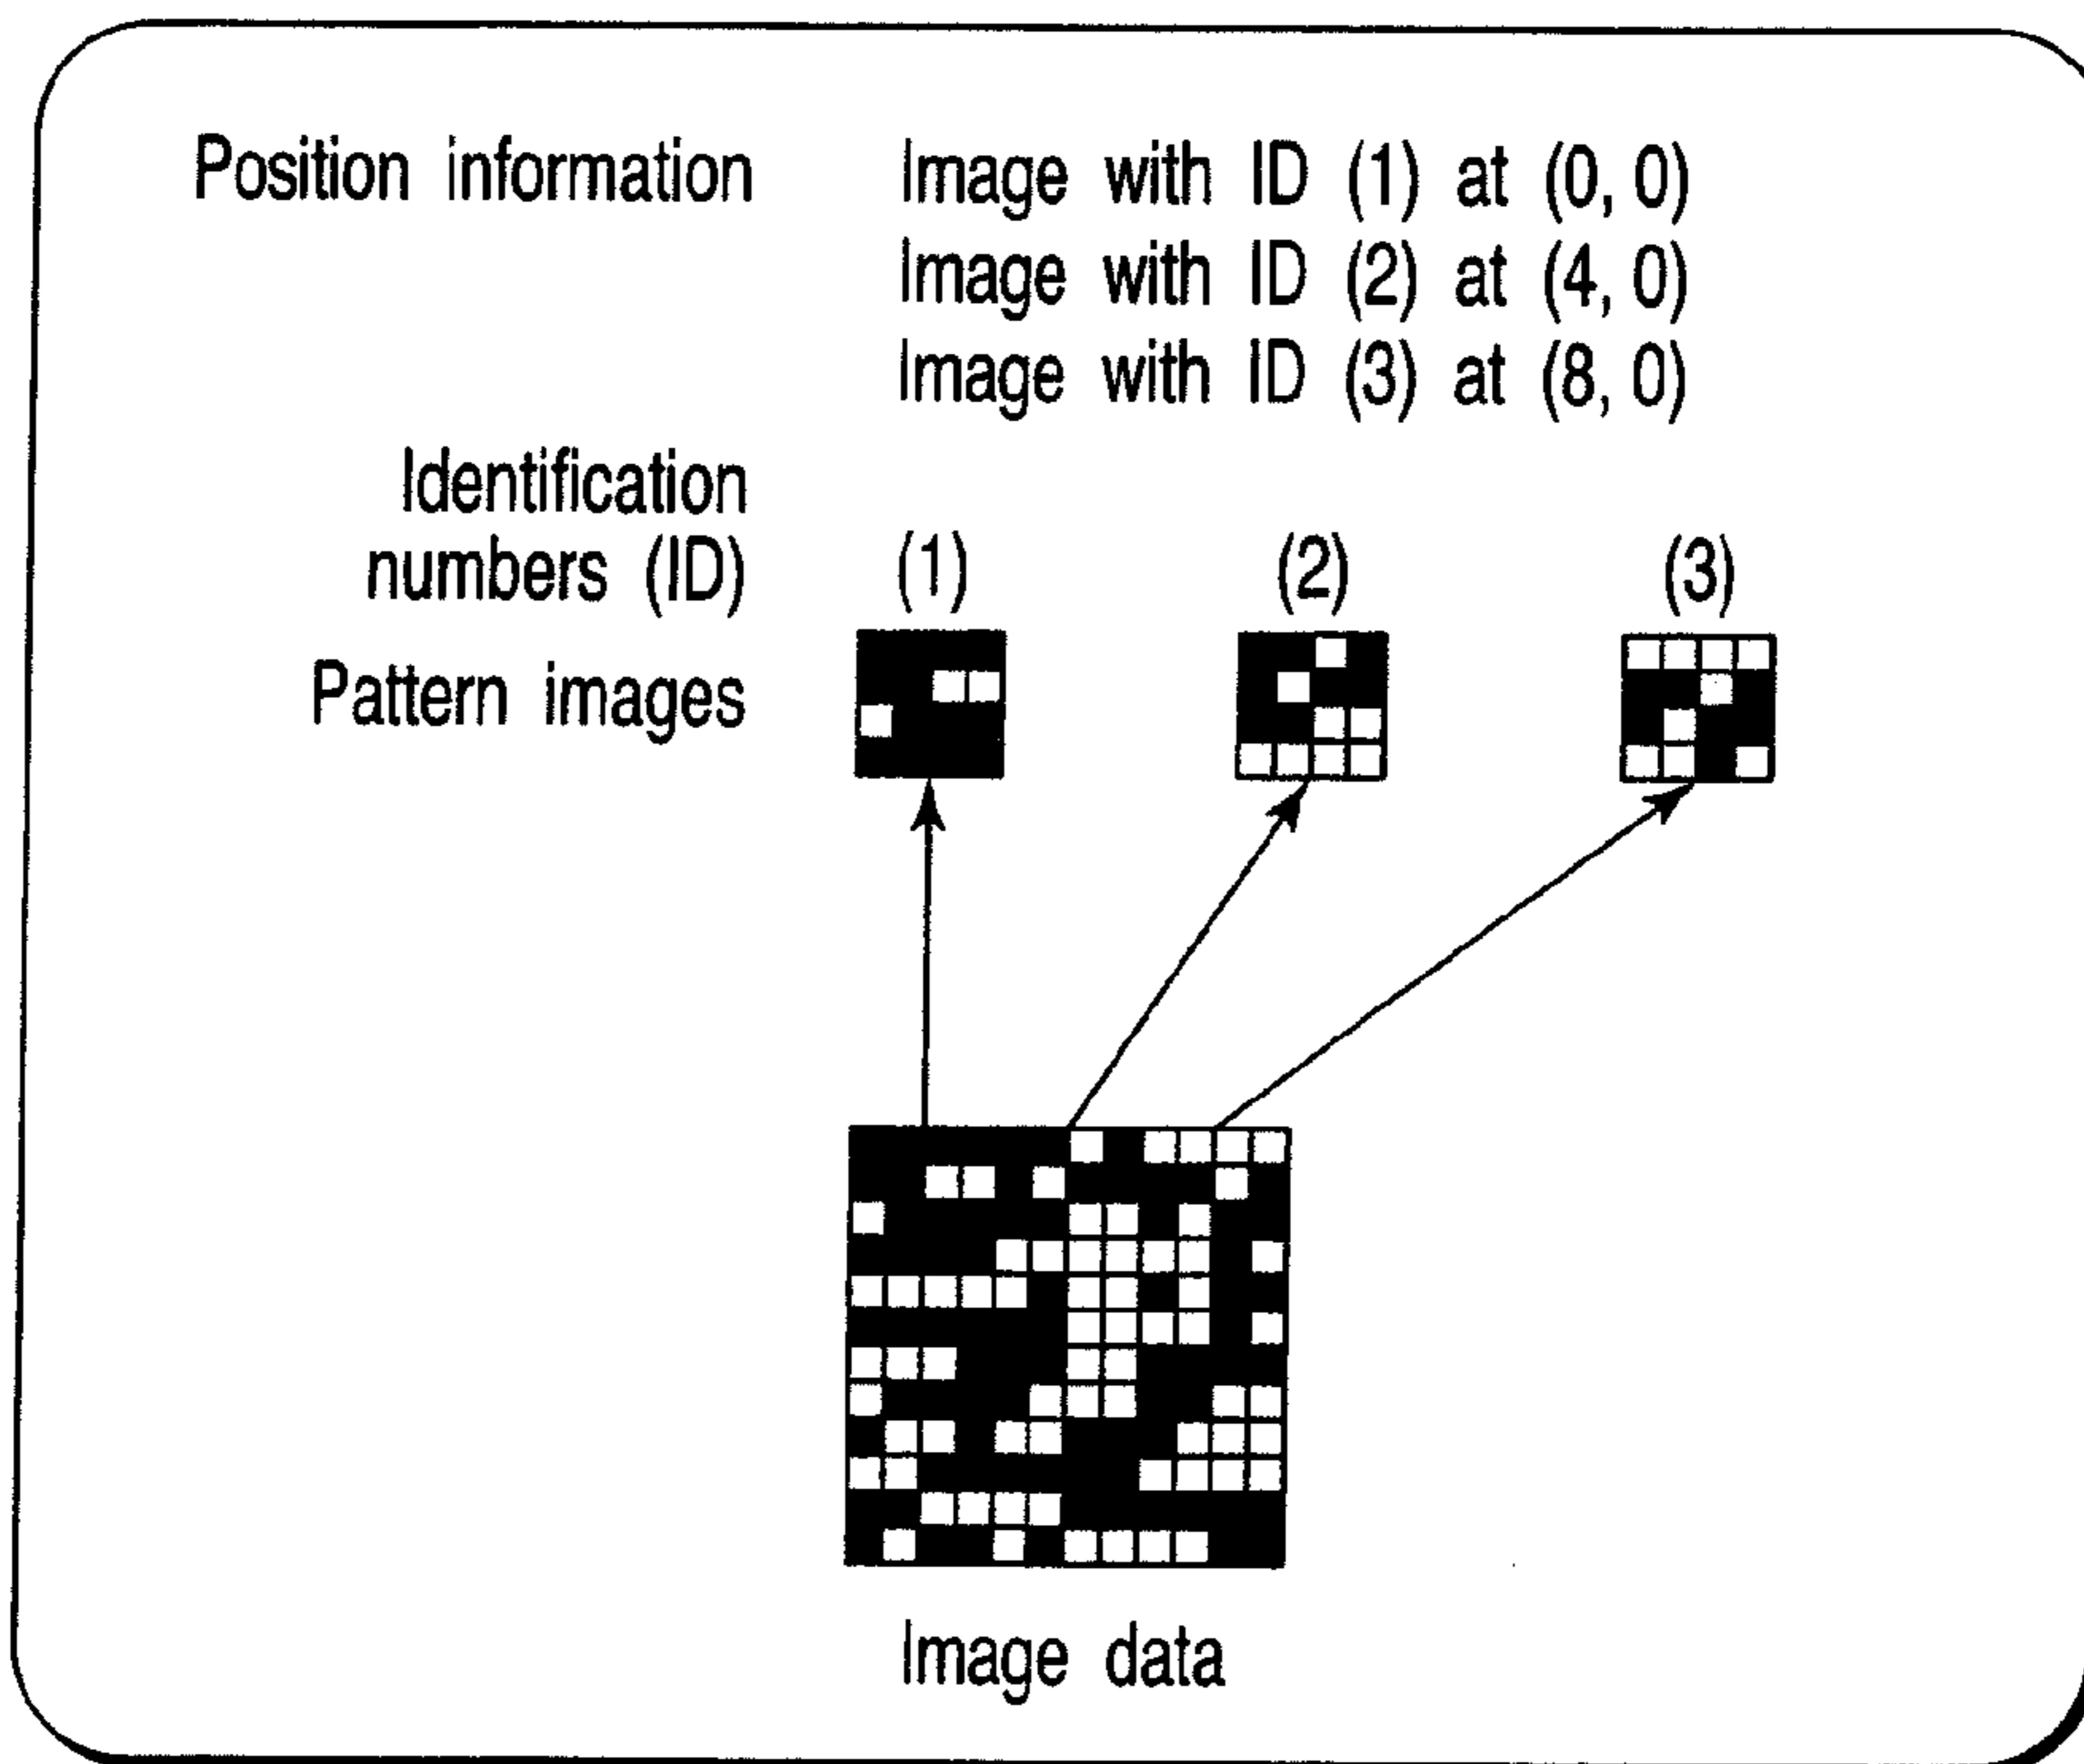 Position information Image with ID (1) at (0, 0)
Image with ID (2) at (4, 0)
Image with ID (3) at (8, 0)
Identification
numbers (ID) (1) (2) (3)
Pattern images
Image data